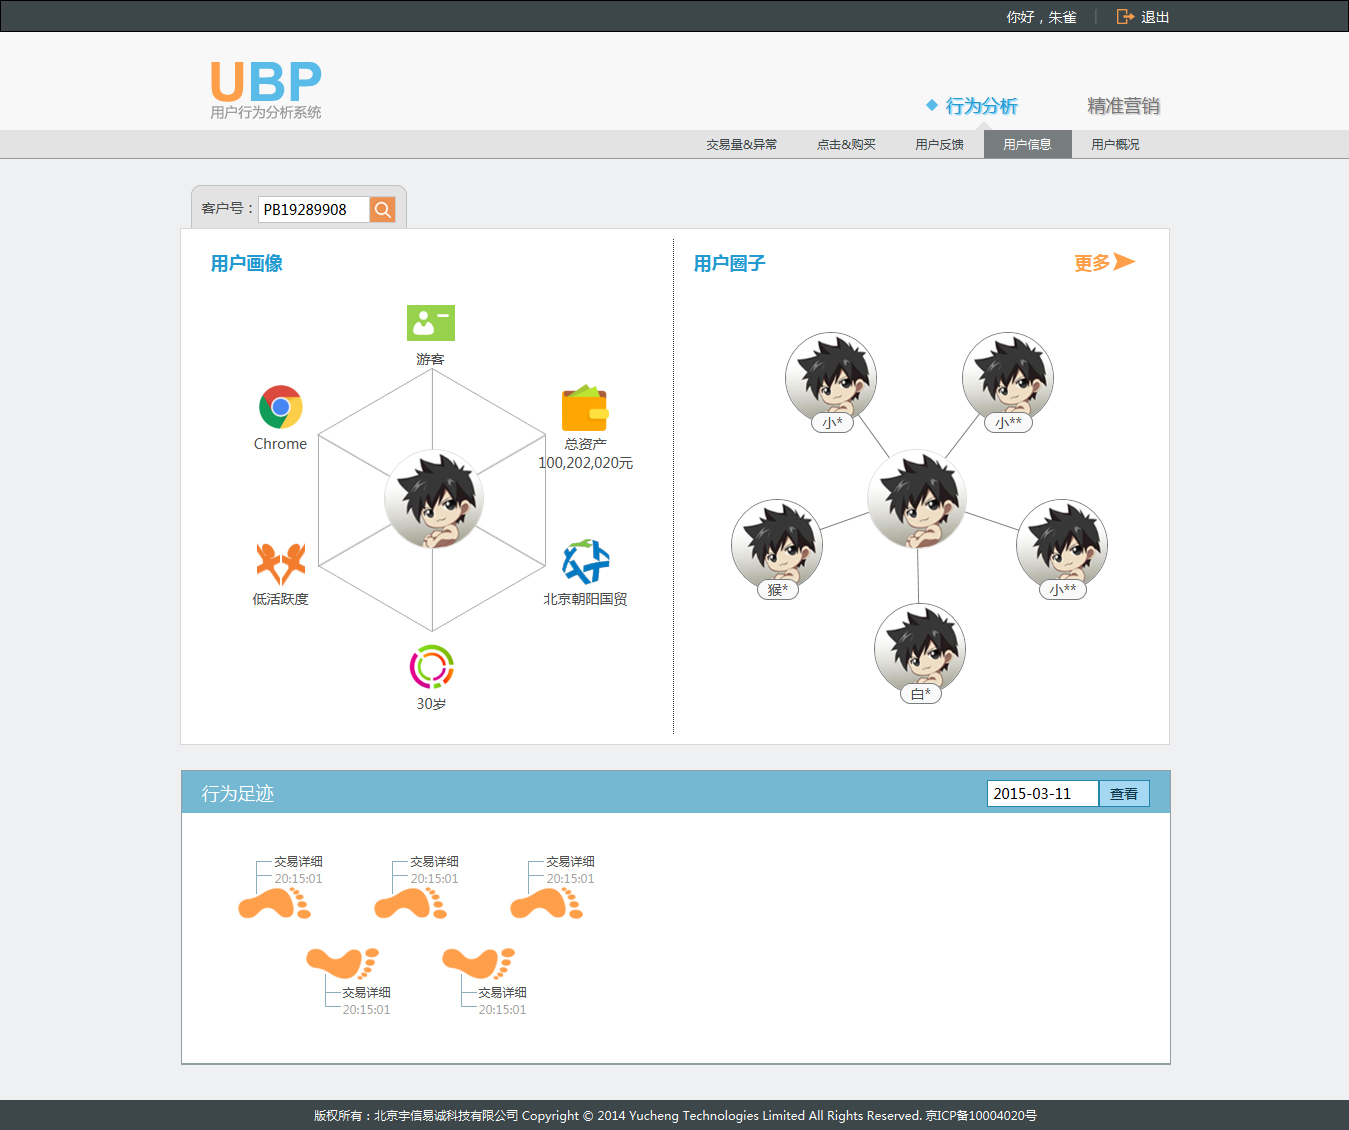 你好，朱雀 退出
UBP
用户行为分析系统
行为分析 精准营销
交易量&异常 点击&购买 用户反馈 用户信息 用户概况
客户号： PB19289908
用户画像
用户圈子
更多
游客
Chrome
总资产
100,202,020元
低活跃度
北京朝阳国贸
30岁
小*
小**
猴*
小**
白*
行为足迹
2015-03-11 查看
交易详细
20:15:01
交易详细
20:15:01
交易详细
20:15:01
交易详细
20:15:01
交易详细
20:15:01
版权所有：北京宇信易诚科技有限公司 Copyright © 2014 Yucheng Technologies Limited All Rights Reserved. 京ICP备10004020号